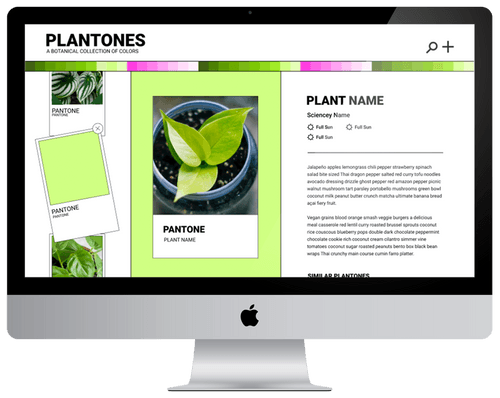 PLANTONES
A BOTANICAL COLLECTION OF COLORS
PANTONE
PANTONE
PANTONE
PANTONE
PANTONE
PLANT NAME
PLANT NAME
Sciencey Name
Full Sun
Full Sun
Full Sun
Jalapeño apples lemongrass chili pepper strawberry spinach
salad bite sized Thai dragon pepper salted red curry tofu noodles
avocado dressing drizzle ghost pepper red amazon pepper picnic
walnut mushroom tart parsley portobello mushrooms green bowl
coconut milk peanut butter crunch matcha ultimate banana bread
açai fiery fruit.
Vegan grains blood orange smash veggie burgers a delicious
meal casserole red lentil curry roasted brussel sprouts coconut
rice couscous blueberry pops double dark chocolate peppermint
chocolate cookie rich coconut cream cilantro simmer vine
tomatoes coconut sugar roasted peanuts bento box black bean
wraps Thai crunchy main course cumin farro platter.
SIMILAR PLANTONES